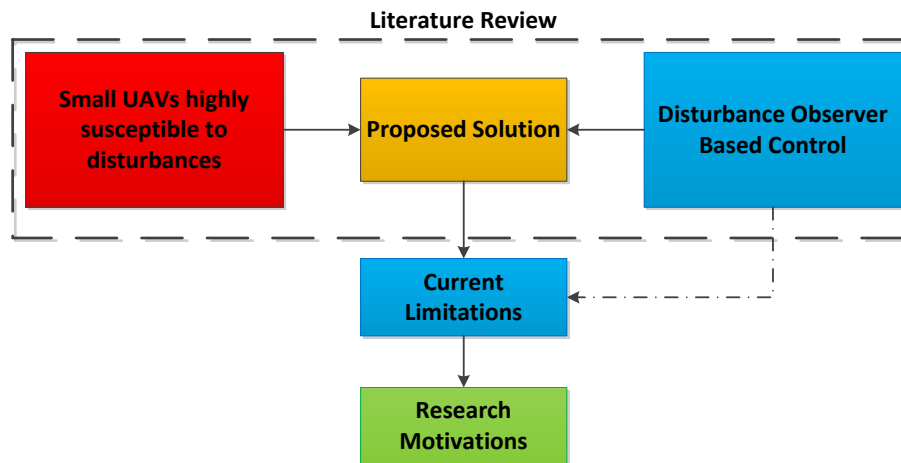 Literature Review
Small UAVs highly
susceptible to
disturbances
Proposed Solution
Disturbance Observer
Based Control
Current
Limitations
Research
Motivations